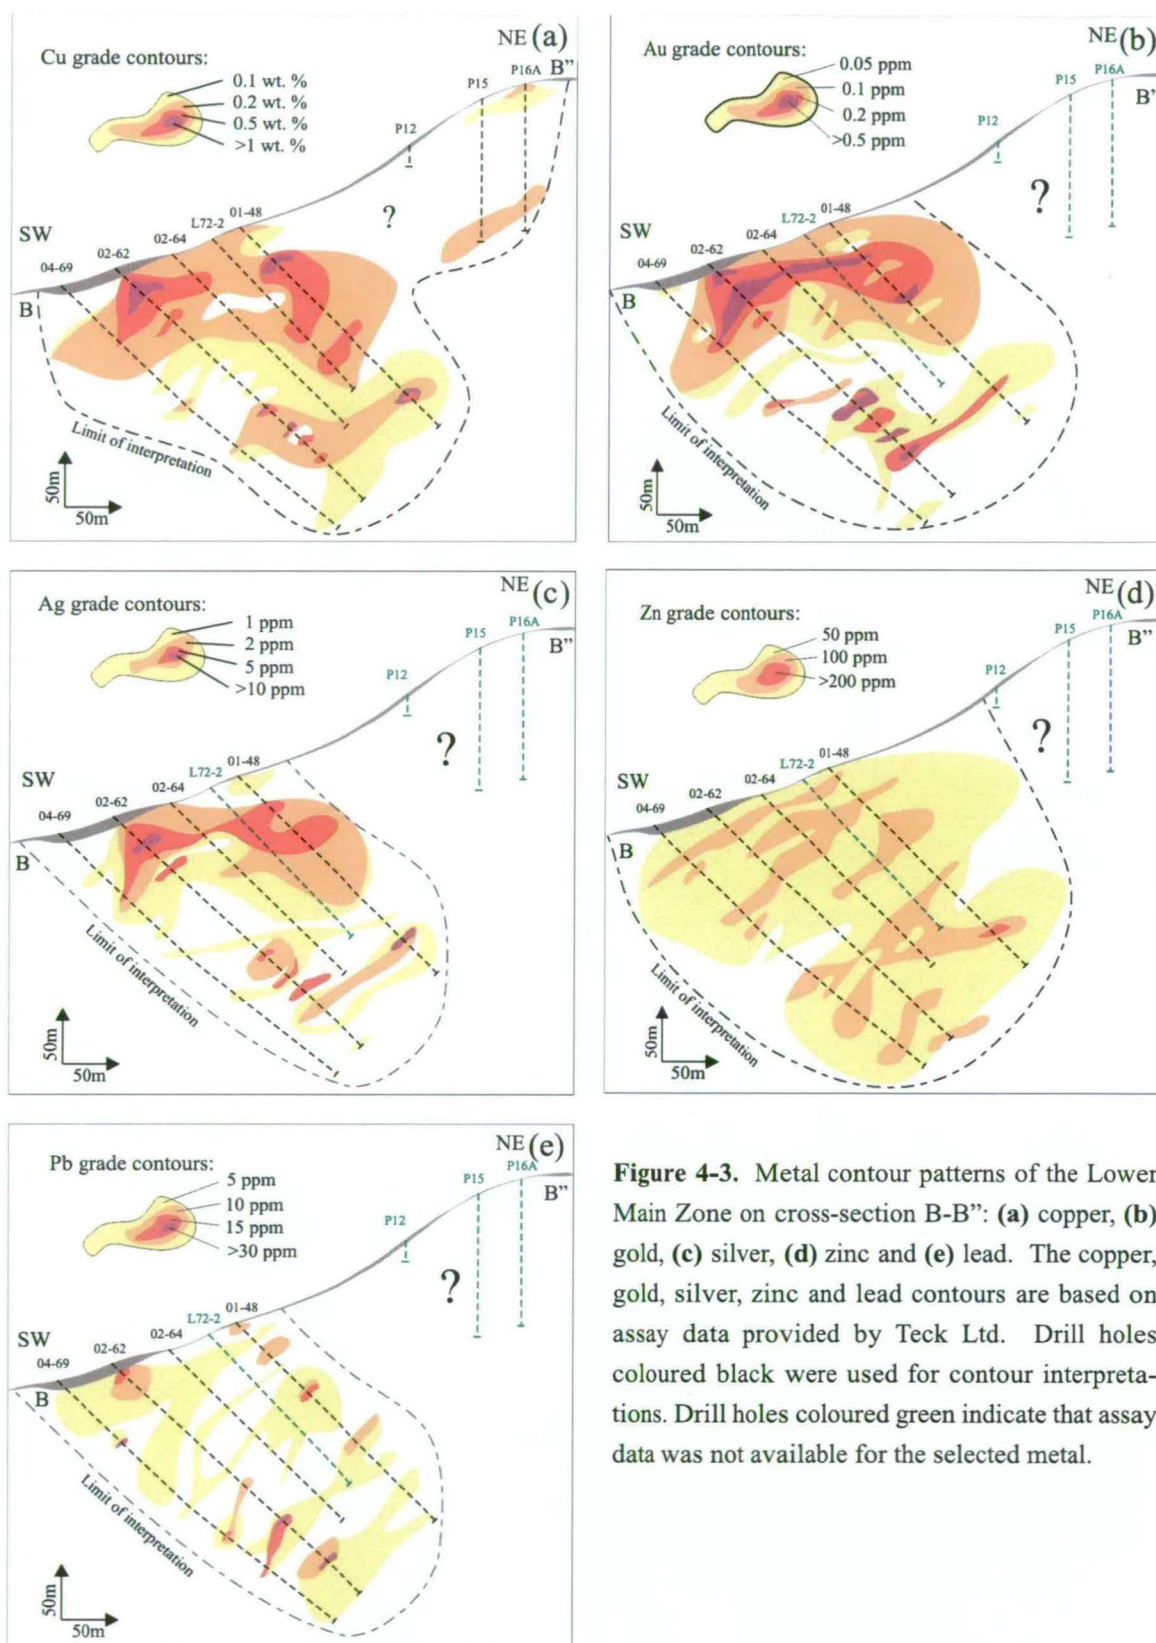 NE (a)
Cu grade contours:
0.1 wt. %
0.2 wt. %
0.5 wt. %
>1 wt. %
P15
P16A
B”
P12
?
01-48
L72-2
02-64
SW
02-62
04-69
B
Limit of interpretation
50m
50m
NE (b)
Au grade contours:
0.05 ppm
0.1 ppm
0.2 ppm
>0.5 ppm
P15
P16A
B'
P12
?
01-48
L72-2
02-64
SW
02-62
04-69
B
Limit of interpretation
50m
50m
NE (c)
Ag grade contours:
1 ppm
2 ppm
5 ppm
>10 ppm
P15
P16A
B”
P12
?
01-48
L72-2
02-64
SW
02-62
04-69
B
Limit of interpretation
50m
50m
NE (d)
Zn grade contours:
50 ppm
100 ppm
>200 ppm
P15
P16A
B”
P12
?
01-48
L72-2
02-64
SW
02-62
04-69
B
Limit of interpretation
50m
50m
NE (e)
Pb grade contours:
5 ppm
10 ppm
15 ppm
>30 ppm
P15
P16A
B”
P12
?
01-48
L72-2
02-64
SW
02-62
04-69
B
Limit of interpretation
50m
50m
Figure 4-3. Metal contour patterns of the Lower
Main Zone on cross-section B-B”: (a) copper, (b)
gold, (c) silver, (d) zinc and (e) lead. The copper,
gold, silver, zinc and lead contours are based on
assay data provided by Teck Ltd. Drill holes
coloured black were used for contour interpreta-
tions. Drill holes coloured green indicate that assay
data was not available for the selected metal.